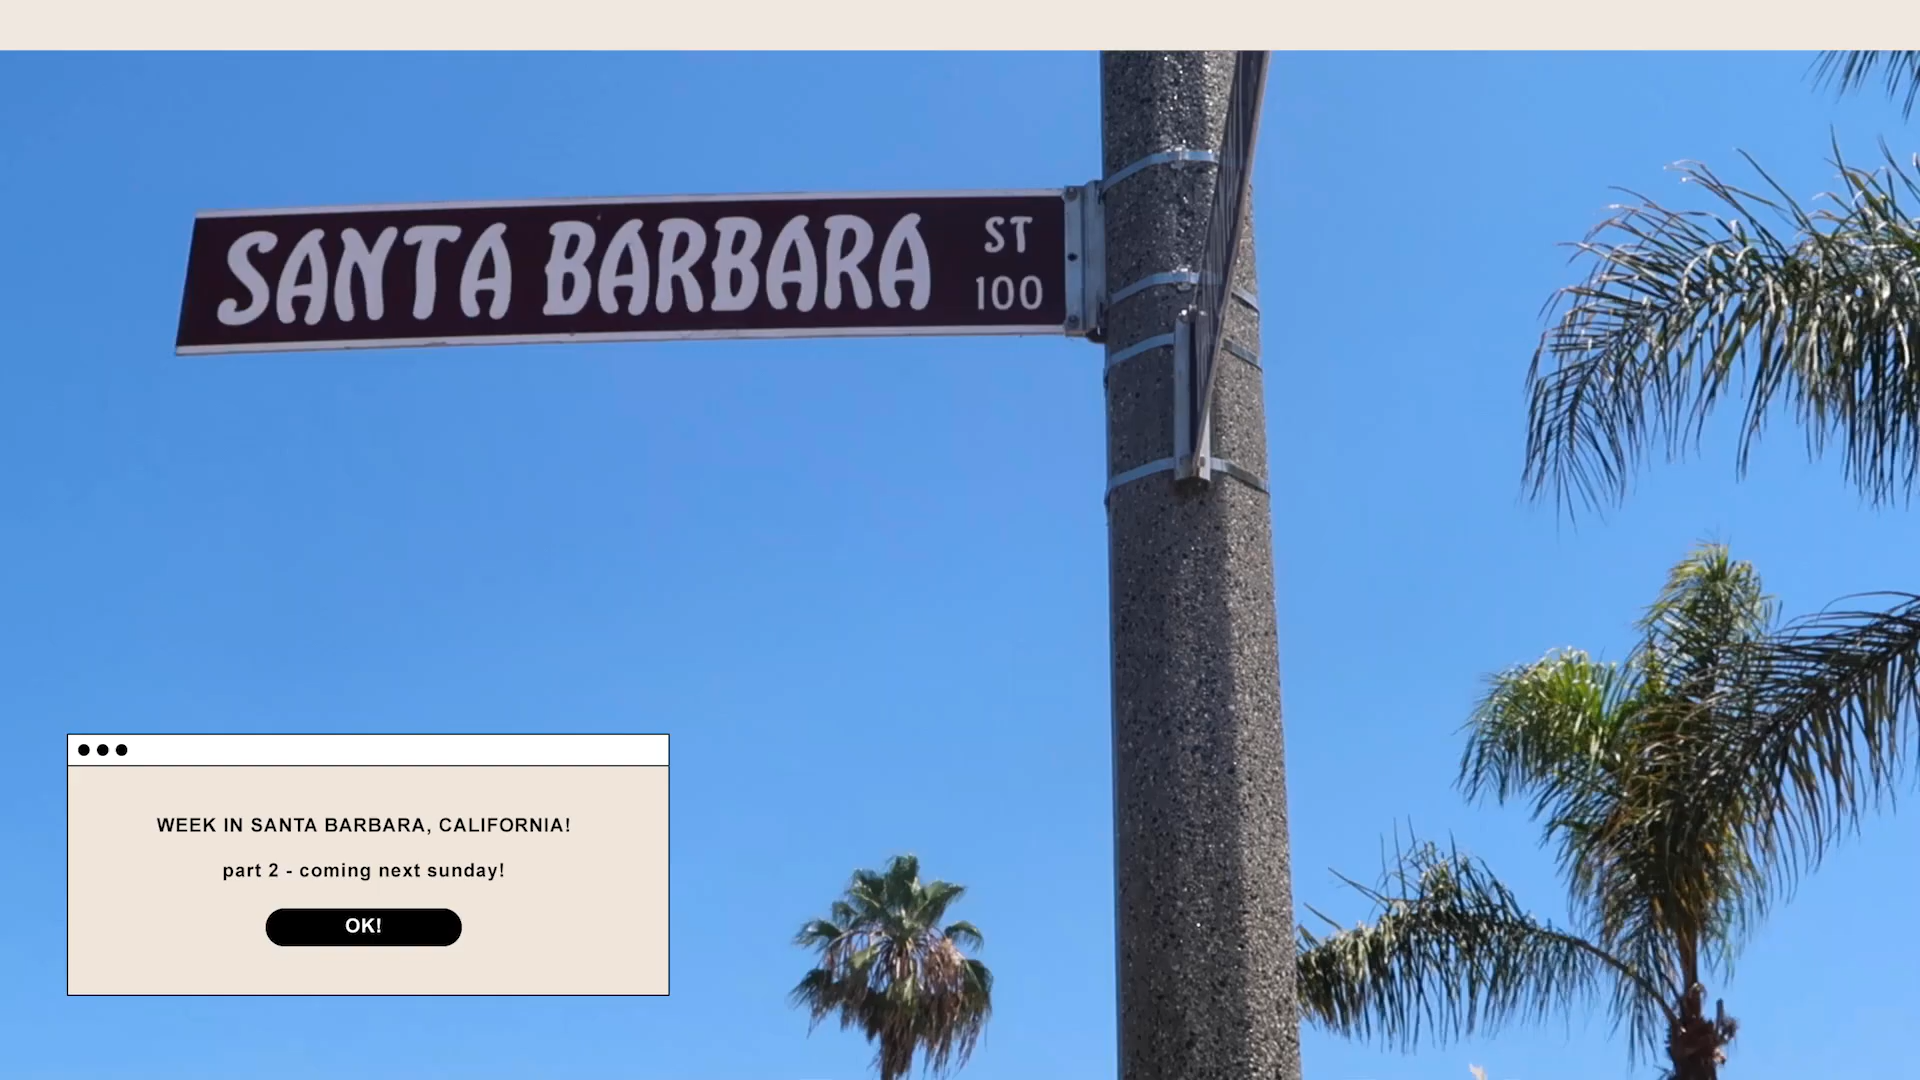 SANTA BARBARA ST
100
WEEK IN SANTA BARBARA, CALIFORNIA!
part 2 - coming next sunday!
OK!